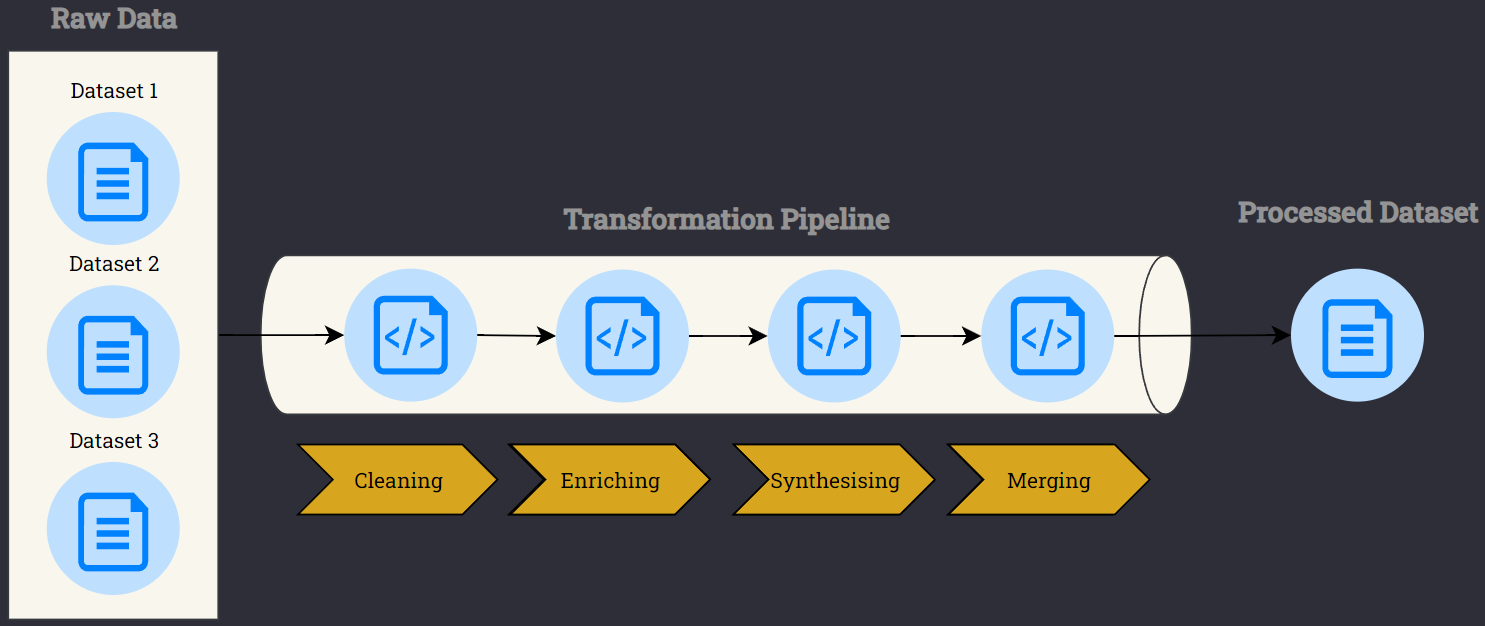 Raw Data
Dataset 1
Dataset 2
Dataset 3
Transformation Pipeline
</>
</>
</>
</>
Cleaning
Enriching
Synthesising
Merging
Processed Dataset